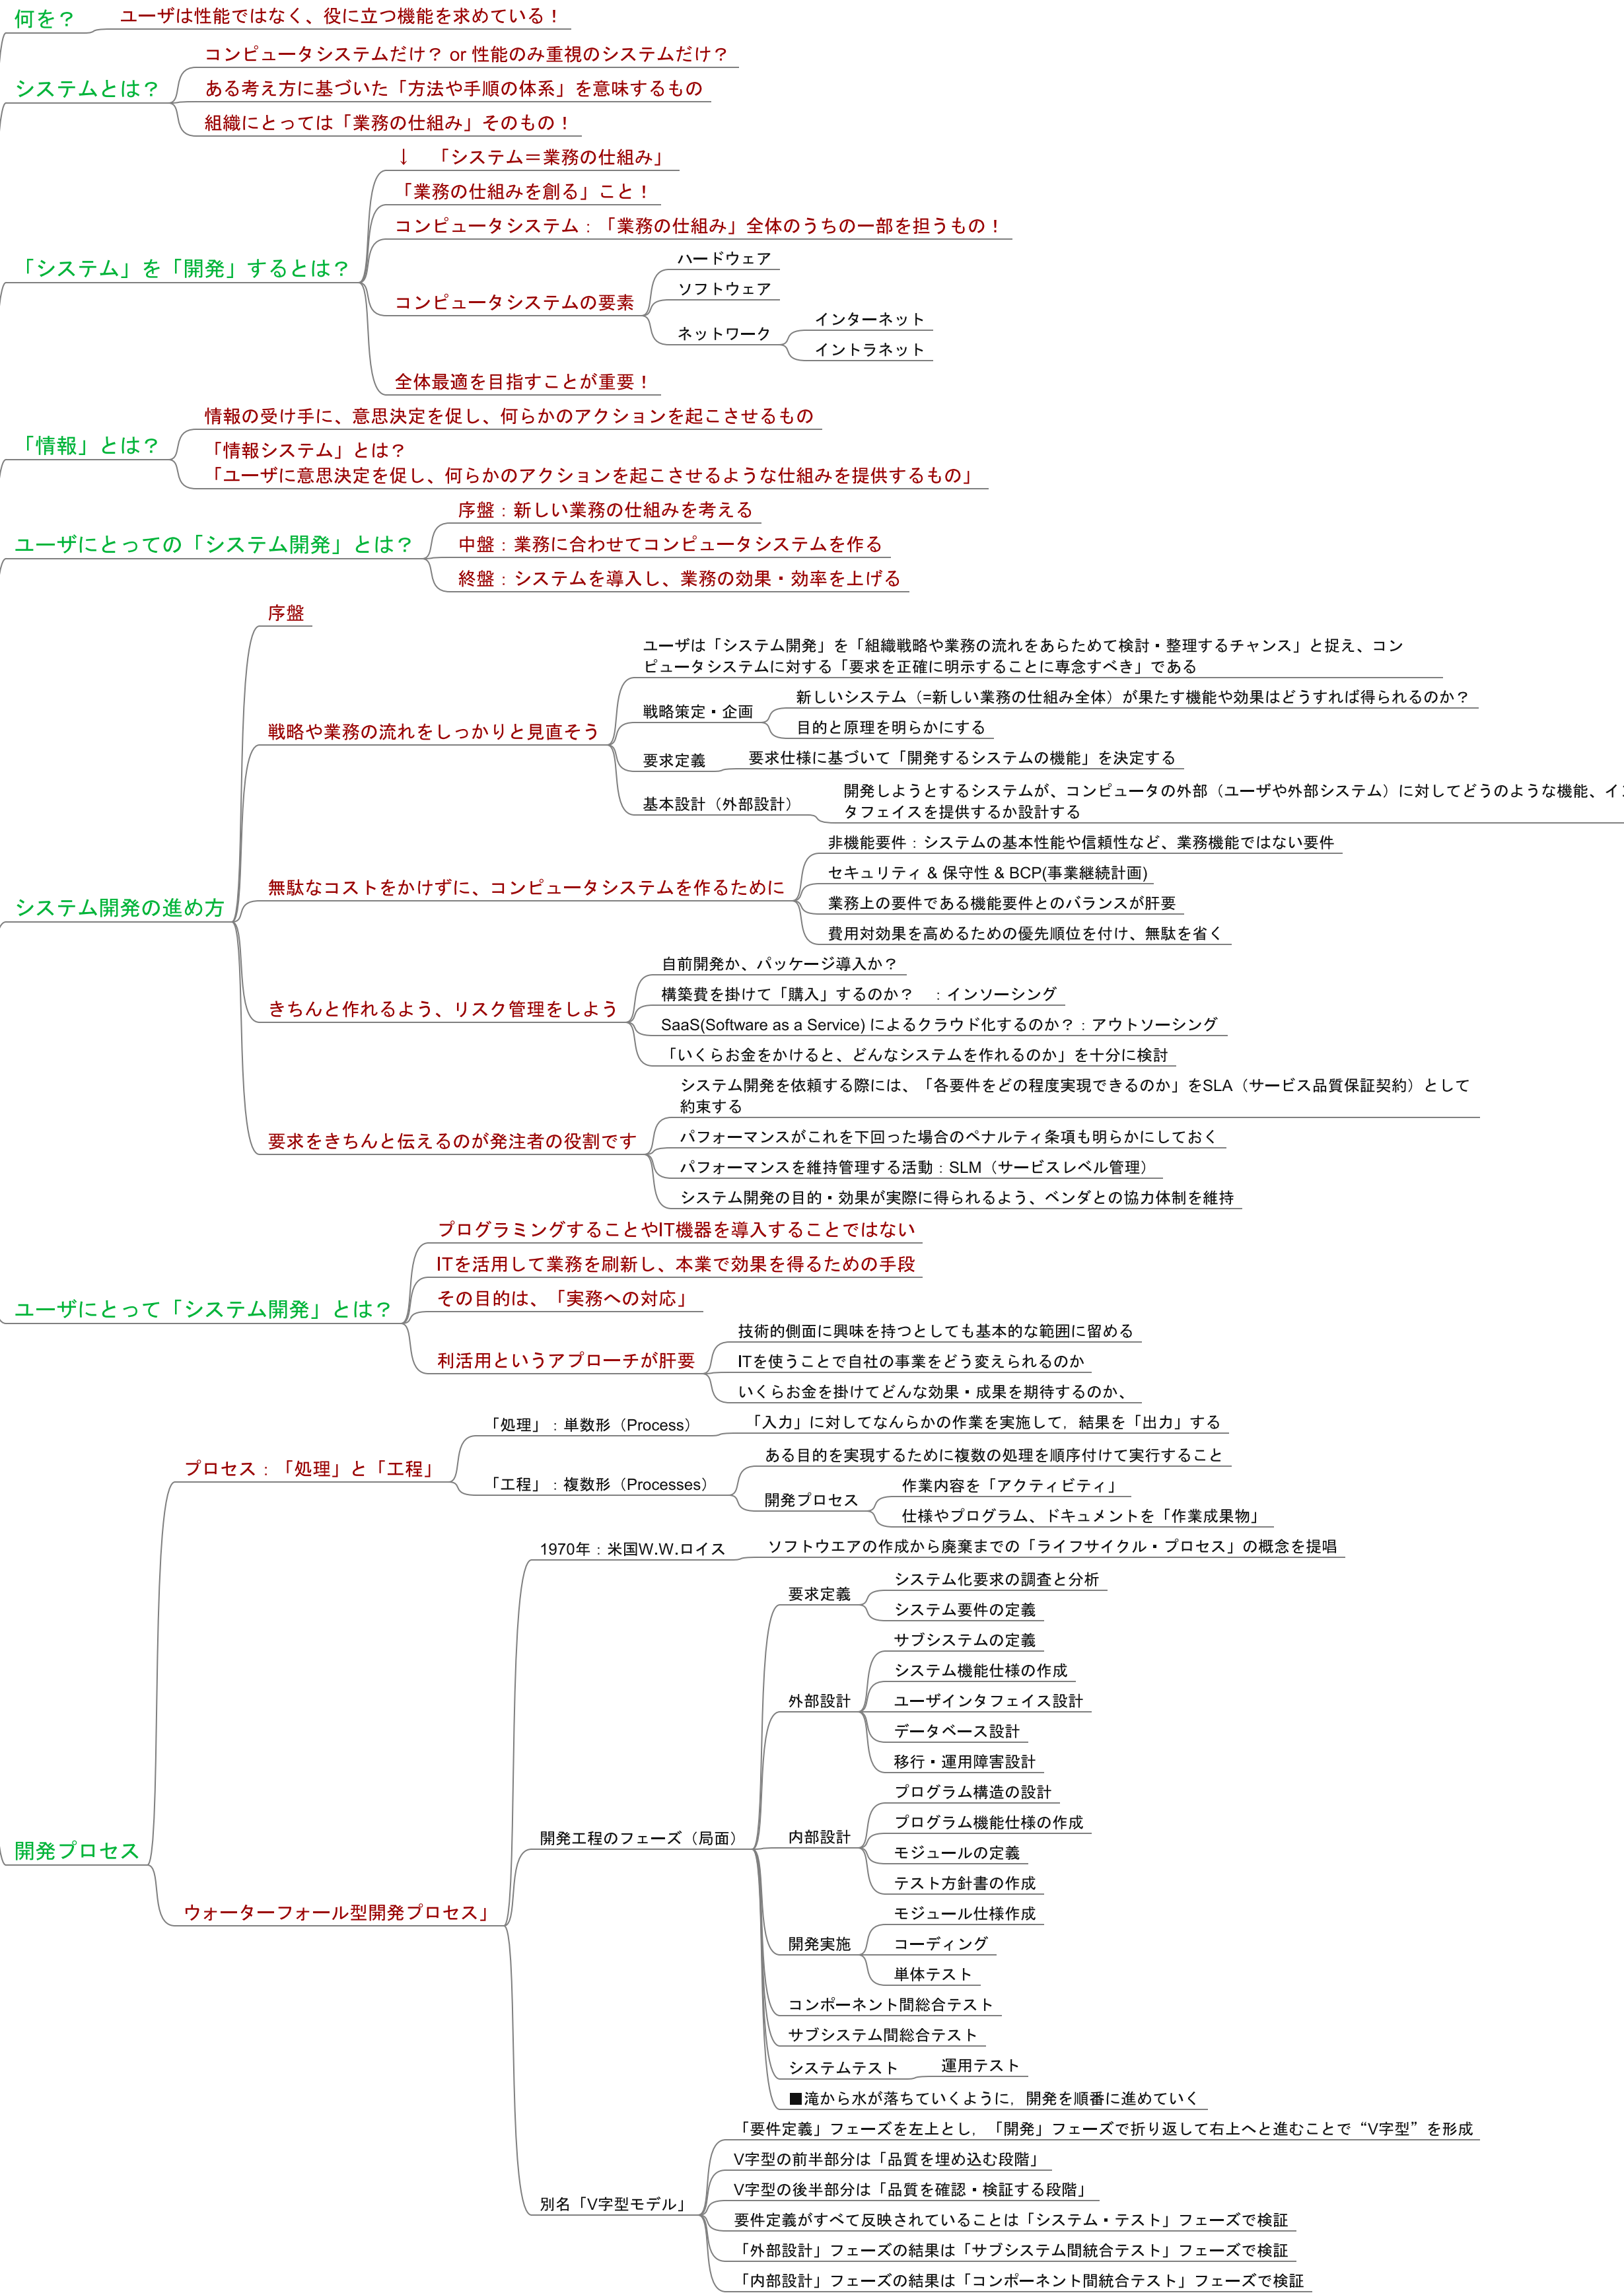 何を？
ユーザは性能ではなく、役に立つ機能を求めている！
システムとは？
コンピュータシステムだけ？ or 性能のみ重視のシステムだけ？
ある考え方に基づいた「方法や手順の体系」を意味するもの
組織にとっては「業務の仕組み」そのもの！
「システム」を「開発」するとは？
↓　「システム＝業務の仕組み」
「業務の仕組みを創る」こと！
コンピュータシステム：「業務の仕組み」全体のうちの一部を担うもの！
コンピュータシステムの要素
ハードウェア
ソフトウェア
ネットワーク
インターネット
イントラネット
全体最適を目指すことが重要！
「情報」とは？
情報の受け手に、意思決定を促し、何らかのアクションを起こさせるもの
「情報システム」とは？
「ユーザに意思決定を促し、何らかのアクションを起こさせるような仕組みを提供するもの」
ユーザにとっての「システム開発」とは？
序盤：新しい業務の仕組みを考える
中盤：業務に合わせてコンピュータシステムを作る
終盤：システムを導入し、業務の効果・効率を上げる
システム開発の進め方
序盤
戦略や業務の流れをしっかりと見直そう
ユーザは「システム開発」を「組織戦略や業務の流れをあらためて検討・整理するチャンス」と捉え、コン
ピュータシステムに対する「要求を正確に明示することに専念すべき」である
戦略策定・企画
新しいシステム（=新しい業務の仕組み全体）が果たす機能や効果はどうすれば得られるのか？
目的と原理を明らかにする
要求定義
要求仕様に基づいて「開発するシステムの機能」を決定する
基本設計（外部設計）
開発しようとするシステムが、コンピュータの外部（ユーザや外部システム）に対してどうのような機能、イ
タフェイスを提供するか設計する
無駄なコストをかけずに、コンピュータシステムを作るために
非機能要件：システムの基本性能や信頼性など、業務機能ではない要件
セキュリティ & 保守性 & BCP(事業継続計画)
業務上の要件である機能要件とのバランスが肝要
費用対効果を高めるための優先順位を付け、無駄を省く
きちんと作れるよう、リスク管理をしよう
自前開発か、パッケージ導入か？
構築費を掛けて「購入」するのか？　：インソーシング
SaaS(Software as a Service) によるクラウド化するのか？：アウトソーシング
「いくらお金をかけると、どんなシステムを作れるのか」を十分に検討
要求をきちんと伝えるのが発注者の役割です
システム開発を依頼する際には、「各要件をどの程度実現できるのか」をSLA（サービス品質保証契約）として
約束する
パフォーマンスがこれを下回った場合のペナルティ条項も明らかにしておく
パフォーマンスを維持管理する活動：SLM（サービスレベル管理）
システム開発の目的・効果が実際に得られるよう、ベンダとの協力体制を維持
ユーザにとって「システム開発」とは？
プログラミングすることやIT機器を導入することではない
ITを活用して業務を刷新し、本業で効果を得るための手段
その目的は、「実務への対応」
利活用というアプローチが肝要
技術的側面に興味を持つとしても基本的な範囲に留める
ITを使うことで自社の事業をどう変えられるのか
いくらお金を掛けてどんな効果・成果を期待するのか、
開発プロセス
プロセス：「処理」と「工程」
「処理」：単数形（Process）
「入力」に対してなんらかの作業を実施して，結果を「出力」する
「工程」：複数形（Processes）
ある目的を実現するために複数の処理を順序付けて実行すること
開発プロセス
作業内容を「アクティビティ」
仕様やプログラム、ドキュメントを「作業成果物」
ウォーターフォール型開発プロセス」
1970年：米国W.W.ロイス
ソフトウエアの作成から廃棄までの「ライフサイクル・プロセス」の概念を提唱
開発工程のフェーズ（局面）
要求定義
システム化要求の調査と分析
システム要件の定義
外部設計
サブシステムの定義
システム機能仕様の作成
ユーザインタフェイス設計
データベース設計
移行・運用障害設計
内部設計
プログラム構造の設計
プログラム機能仕様の作成
モジュールの定義
テスト方針書の作成
開発実施
モジュール仕様作成
コーディング
単体テスト
コンポーネント間総合テスト
サブシステム間総合テスト
システムテスト
運用テスト
■滝から水が落ちていくように，開発を順番に進めていく
別名「V字型モデル」
「要件定義」フェーズを左上とし，「開発」フェーズで折り返して右上へと進むことで“V字型”を形成
V字型の前半部分は「品質を埋め込む段階」
V字型の後半部分は「品質を確認・検証する段階」
要件定義がすべて反映されていることは「システム・テスト」フェーズで検証
「外部設計」フェーズの結果は「サブシステム間統合テスト」フェーズで検証
「内部設計」フェーズの結果は「コンポーネント間統合テスト」フェーズで検証